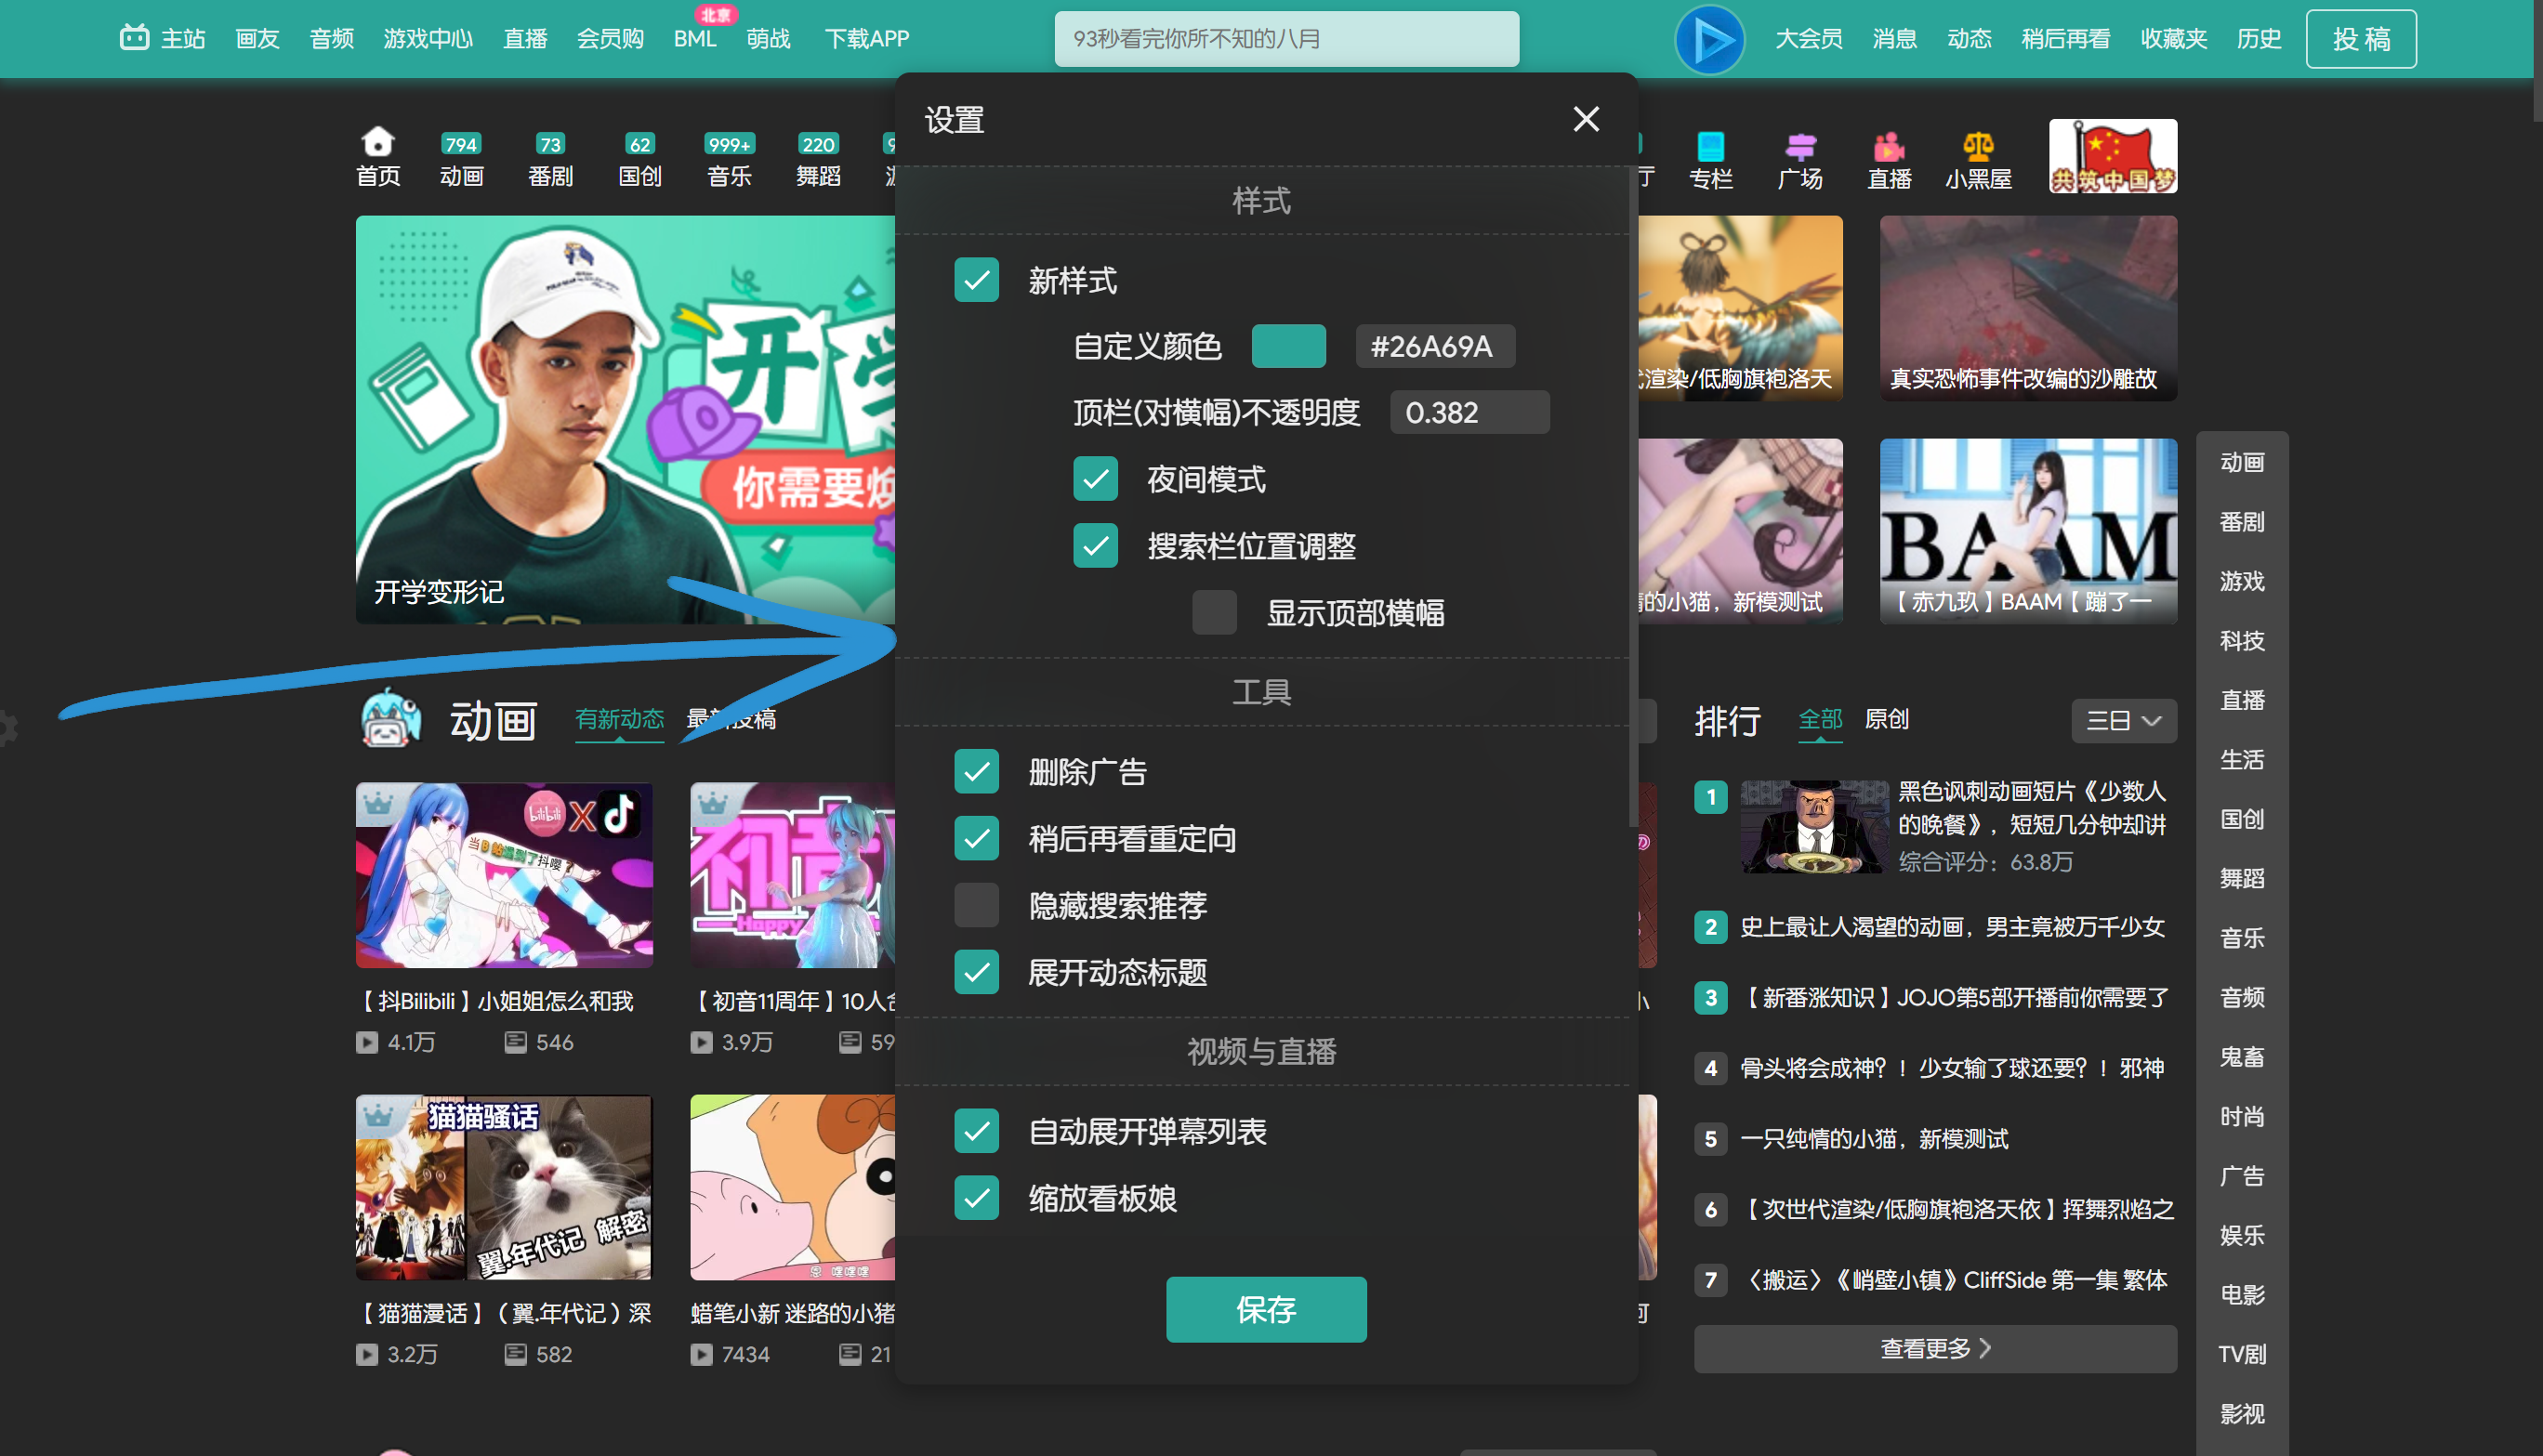 主站 画友 音频 游戏中心 直播 会员购 BML 北京 萌战 下载APP
93秒看完你所不知的八月
大会员 消息 动态 稍后再看 收藏夹 历史 投稿
794 73 62 999+ 220
首页 动画 番剧 国创 音乐 舞蹈
专栏 广场 直播 小黑屋
共筑中国梦
设置
样式
新样式
自定义颜色 #26A69A
顶栏(对横幅)不透明度 0.382
夜间模式
搜索栏位置调整
显示顶部横幅
工具
删除广告
稍后再看重定向
隐藏搜索推荐
展开动态标题
视频与直播
自动展开弹幕列表
缩放看板娘
保存
开学
你需要焕
开学变形记
渲染/低胸旗袍洛天
真实恐怖事件改编的沙雕故
的小猫，新模测试
BAAM
【赤九玖】BAAM【蹦了一
动画 有新动态 最新投稿
bilibili X
当B站遇到了抖嘤？
初音
Happy
【抖Bilibili】小姐姐怎么和我
4.1万 546
【初音11周年】10人合
3.9万 59
猫猫骚话
翼.年代记 解密
【猫猫漫话】（翼.年代记）深
3.2万 582
蜡笔小新 迷路的小猪
7434 21
排行 全部 原创 三日
1 黑色讽刺动画短片《少数人
的晚餐》，短短几分钟却讲
综合评分：63.8万
2 史上最让人渴望的动画，男主竟被万千少女
3 【新番涨知识】JOJO第5部开播前你需要了
4 骨头将会成神？！少女输了球还要？！邪神
5 一只纯情的小猫，新模测试
6 【次世代渲染/低胸旗袍洛天依】挥舞烈焰之
7 〈搬运〉《峭壁小镇》CliffSide 第一集 繁体
查看更多
动画
番剧
游戏
科技
直播
生活
国创
舞蹈
音乐
音频
鬼畜
时尚
广告
娱乐
电影
TV剧
影视